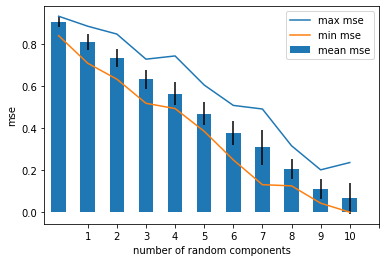 max mse
min mse
mean mse
0.8
0.6
0.4
0.2
0.0
mse
1 2 3 4 5 6 7 8 9 10
number of random components